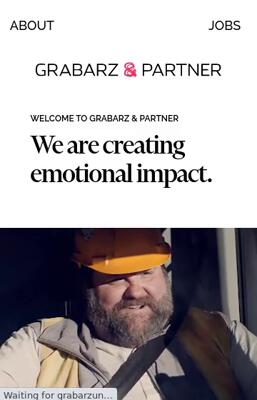 ABOUT JOBS
GRABARZ & PARTNER
WELCOME TO GRABARZ & PARTNER
We are creating
emotional impact.
Waiting for grabarzun...